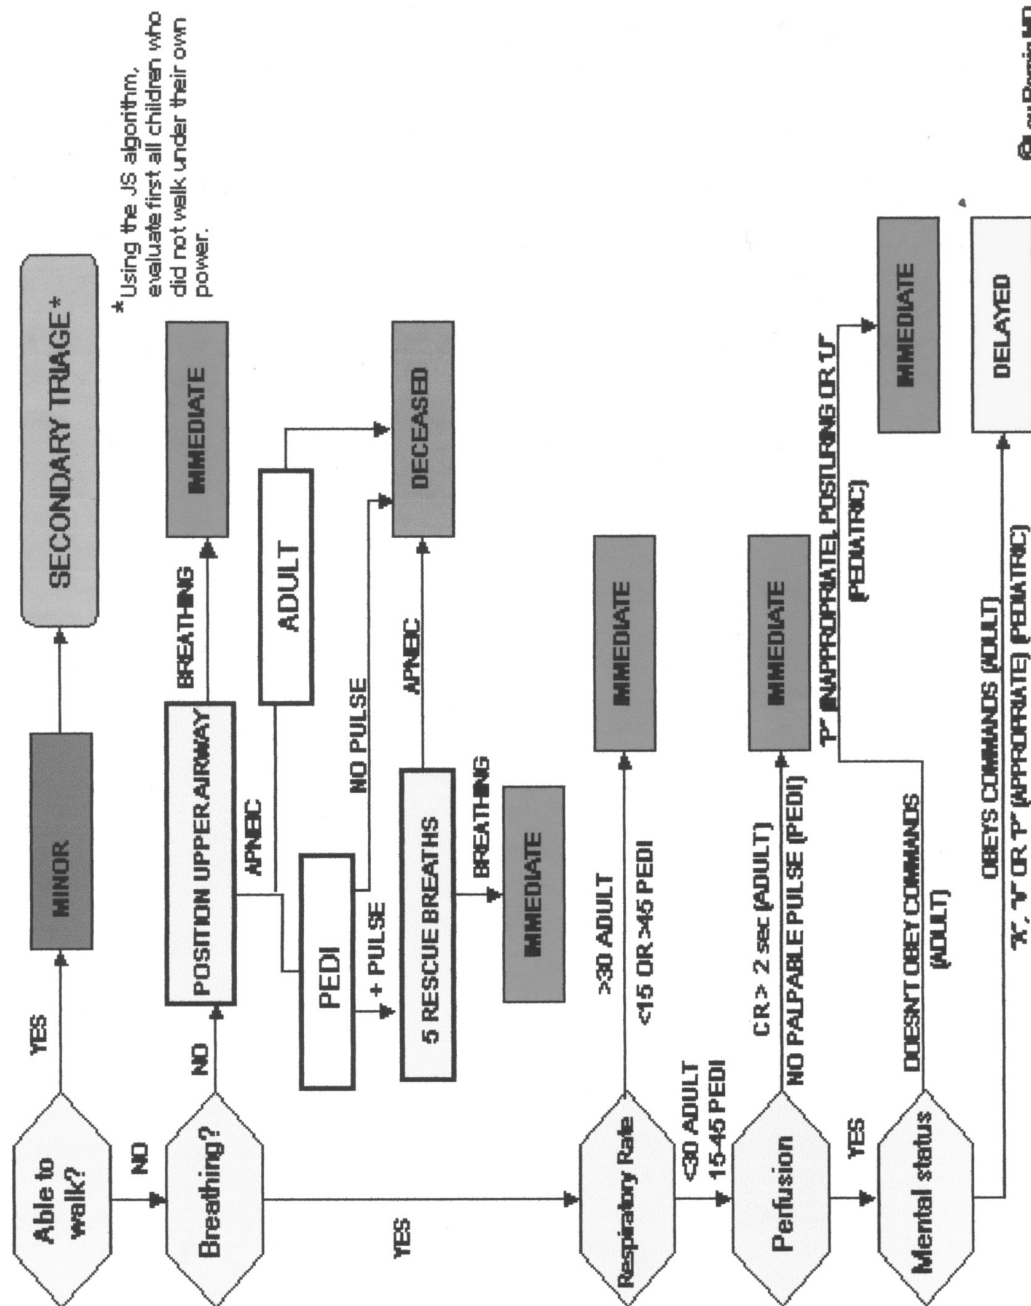 Able to
walk?
YES
MINOR
SECONDARY TRIAGE*
*Using the JS algorithm,
evaluate first all children who
did not walk under their own
power.
NO
Breathing?
NO
POSITION UPPER AIRWAY
BREATHING
IMMEDIATE
APNEIC
ADULT
PEDI
NO PULSE
+ PULSE
DECEASED
5 RESCUE BREATHS
APNEIC
BREATHING
IMMEDIATE
YES
Respiratory Rate
>30 ADULT
<15 OR >45 PEDI
IMMEDIATE
<30 ADULT
15-45 PEDI
Perfusion
CR > 2 sec (ADULT)
NO PALPABLE PULSE (PEDI)
IMMEDIATE
YES
Mental status
DOESN'T OBEY COMMANDS
(ADULT)
"P" (INAPPROPRIATE), POSTURING OR "U"
(PEDIATRIC)
IMMEDIATE
OBEYS COMMANDS (ADULT)
"A", "V" OR "P" (APPROPRIATE) (PEDIATRIC)
DELAYED
©Lou Romig MD